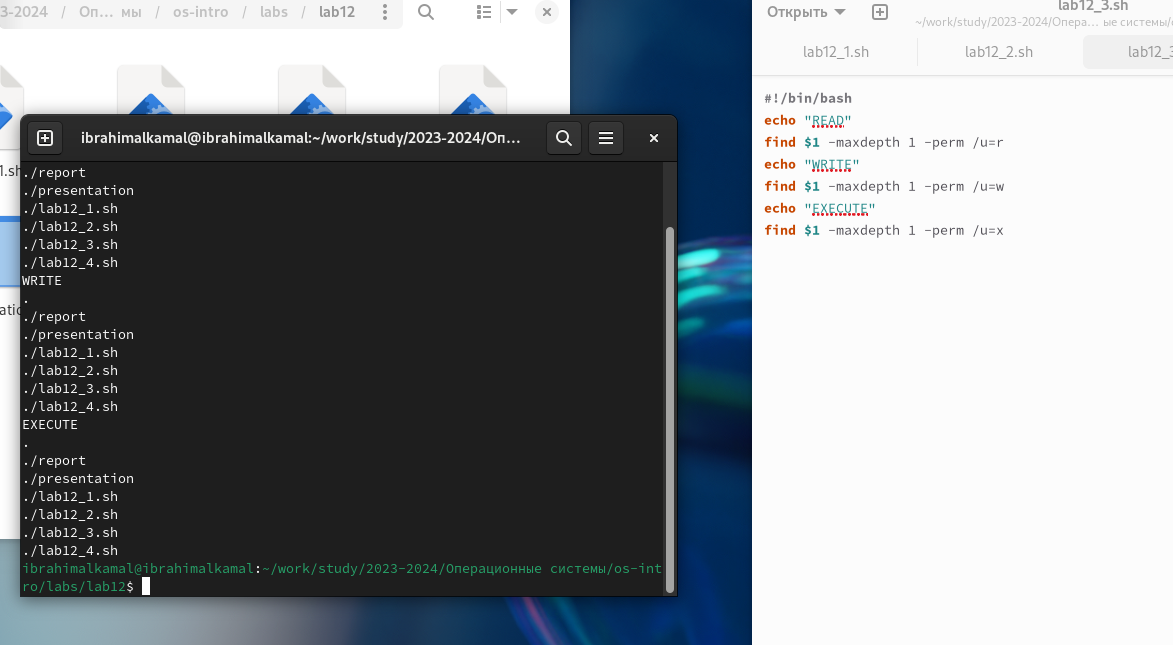 3-2024 / Оп… мы / os-intro / labs / lab12
1.sh
atio
ibrahimalkamal@ibrahimalkamal:~/work/study/2023-2024/Оп…
./report
./presentation
./lab12_1.sh
./lab12_2.sh
./lab12_3.sh
./lab12_4.sh
WRITE
.
./report
./presentation
./lab12_1.sh
./lab12_2.sh
./lab12_3.sh
./lab12_4.sh
EXECUTE
.
./report
./presentation
./lab12_1.sh
./lab12_2.sh
./lab12_3.sh
./lab12_4.sh
ibrahimalkamal@ibrahimalkamal:~/work/study/2023-2024/Операционные системы/os-int
ro/labs/lab12$
Открыть
lab12_3.sh
~/work/study/2023-2024/Опера… ые системы/
lab12_1.sh
lab12_2.sh
lab12_3
#!/bin/bash
echo "READ"
find $1 -maxdepth 1 -perm /u=r
echo "WRITE"
find $1 -maxdepth 1 -perm /u=w
echo "EXECUTE"
find $1 -maxdepth 1 -perm /u=x